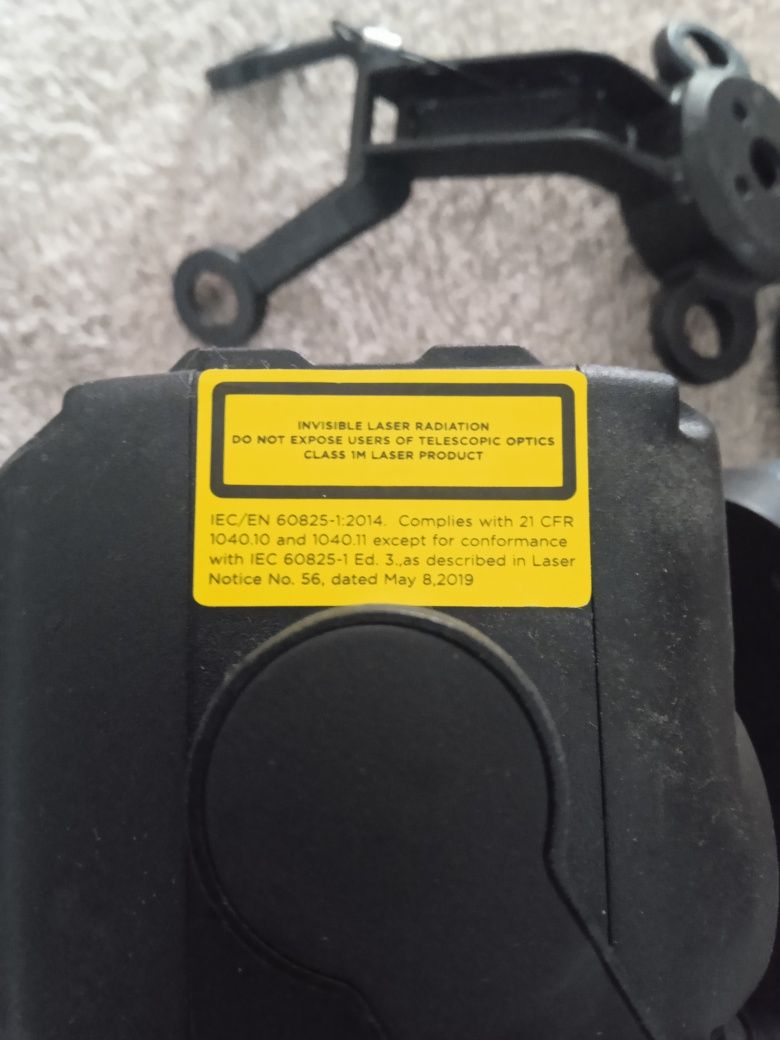 INVISIBLE LASER RADIATION
DO NOT EXPOSE USERS OF TELESCOPIC OPTICS
CLASS 1M LASER PRODUCT
IEC/EN 60825-1:2014. Complies with 21 CFR
1040.10 and 1040.11 except for conformance
with IEC 60825-1 Ed. 3.,as described in Laser
Notice No. 56, dated May 8,2019